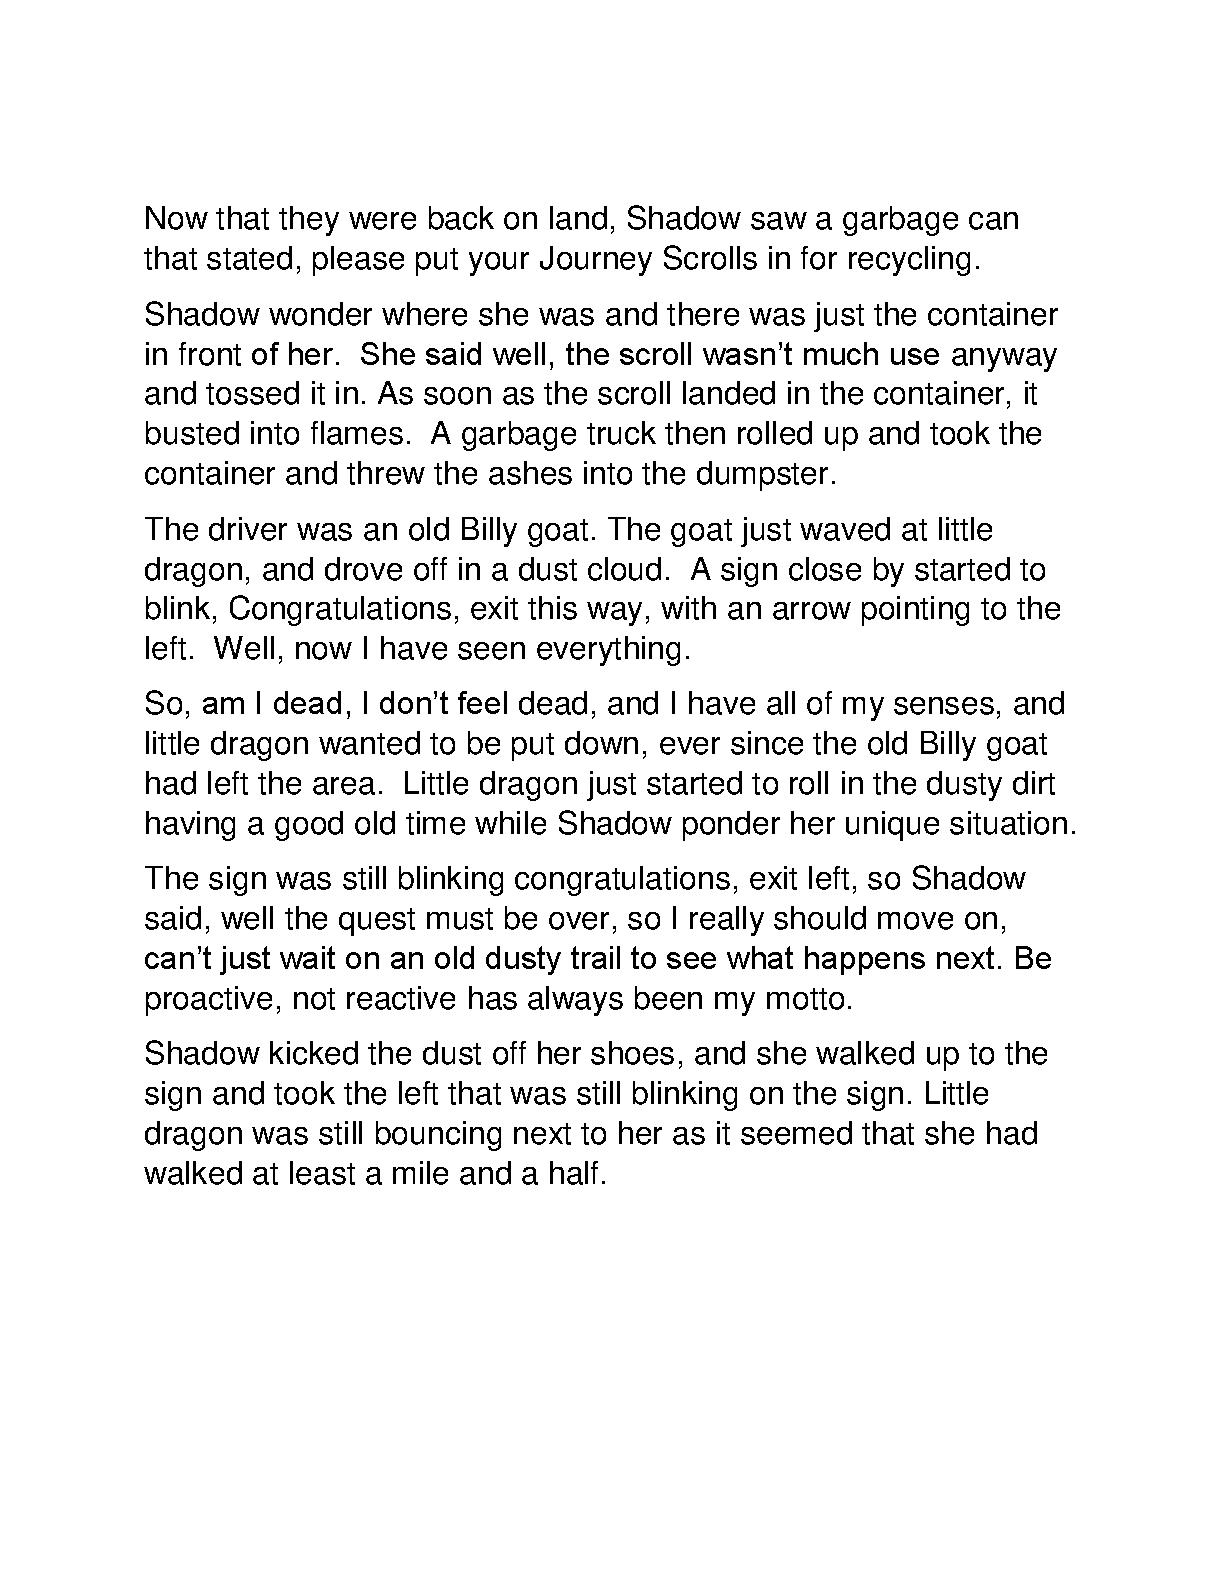 Now that they were back on land, Shadow saw a garbage can
that stated, please put your Journey Scrolls in for recycling.
Shadow wonder where she was and there was just the container
in front of her.  She said well, the scroll wasn’t much use anyway
and tossed it in. As soon as the scroll landed in the container, it
busted into flames.  A garbage truck then rolled up and took the
container and threw the ashes into the dumpster.
The driver was an old Billy goat. The goat just waved at little
dragon, and drove off in a dust cloud.  A sign close by started to
blink, Congratulations, exit this way, with an arrow pointing to the
left.  Well, now I have seen everything.
So, am I dead, I don’t feel dead, and I have all of my senses, and
little dragon wanted to be put down, ever since the old Billy goat
had left the area.  Little dragon just started to roll in the dusty dirt
having a good old time while Shadow ponder her unique situation.
The sign was still blinking congratulations, exit left, so Shadow
said, well the quest must be over, so I really should move on,
can’t just wait on an old dusty trail to see what happens next. Be
proactive, not reactive has always been my motto.
Shadow kicked the dust off her shoes, and she walked up to the
sign and took the left that was still blinking on the sign. Little
dragon was still bouncing next to her as it seemed that she had
walked at least a mile and a half.